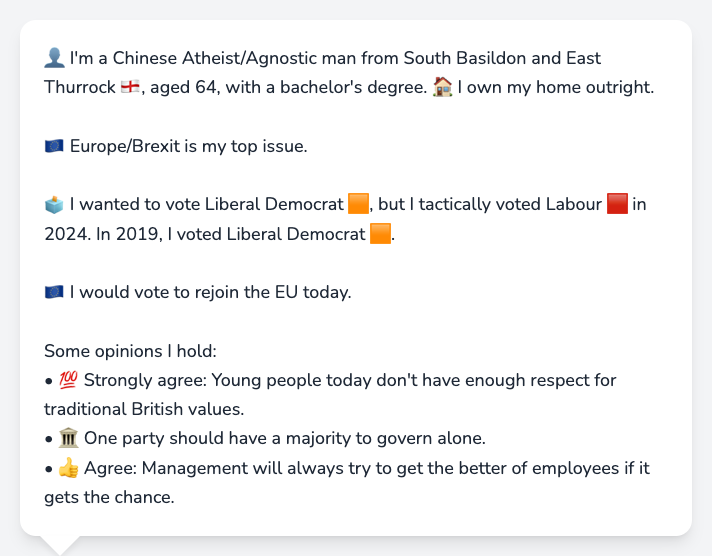 👤 I'm a Chinese Atheist/Agnostic man from South Basildon and East
Thurrock 🏴󠁧󠁢󠁥󠁮󠁧󠁿, aged 64, with a bachelor's degree. 🏠 I own my home outright.
🇪🇺 Europe/Brexit is my top issue.
🗳️ I wanted to vote Liberal Democrat 🟧, but I tactically voted Labour 🟥 in
2024. In 2019, I voted Liberal Democrat 🟧.
🇪🇺 I would vote to rejoin the EU today.
Some opinions I hold:
• 💯 Strongly agree: Young people today don't have enough respect for
traditional British values.
• 🏛️ One party should have a majority to govern alone.
• 👍 Agree: Management will always try to get the better of employees if it
gets the chance.